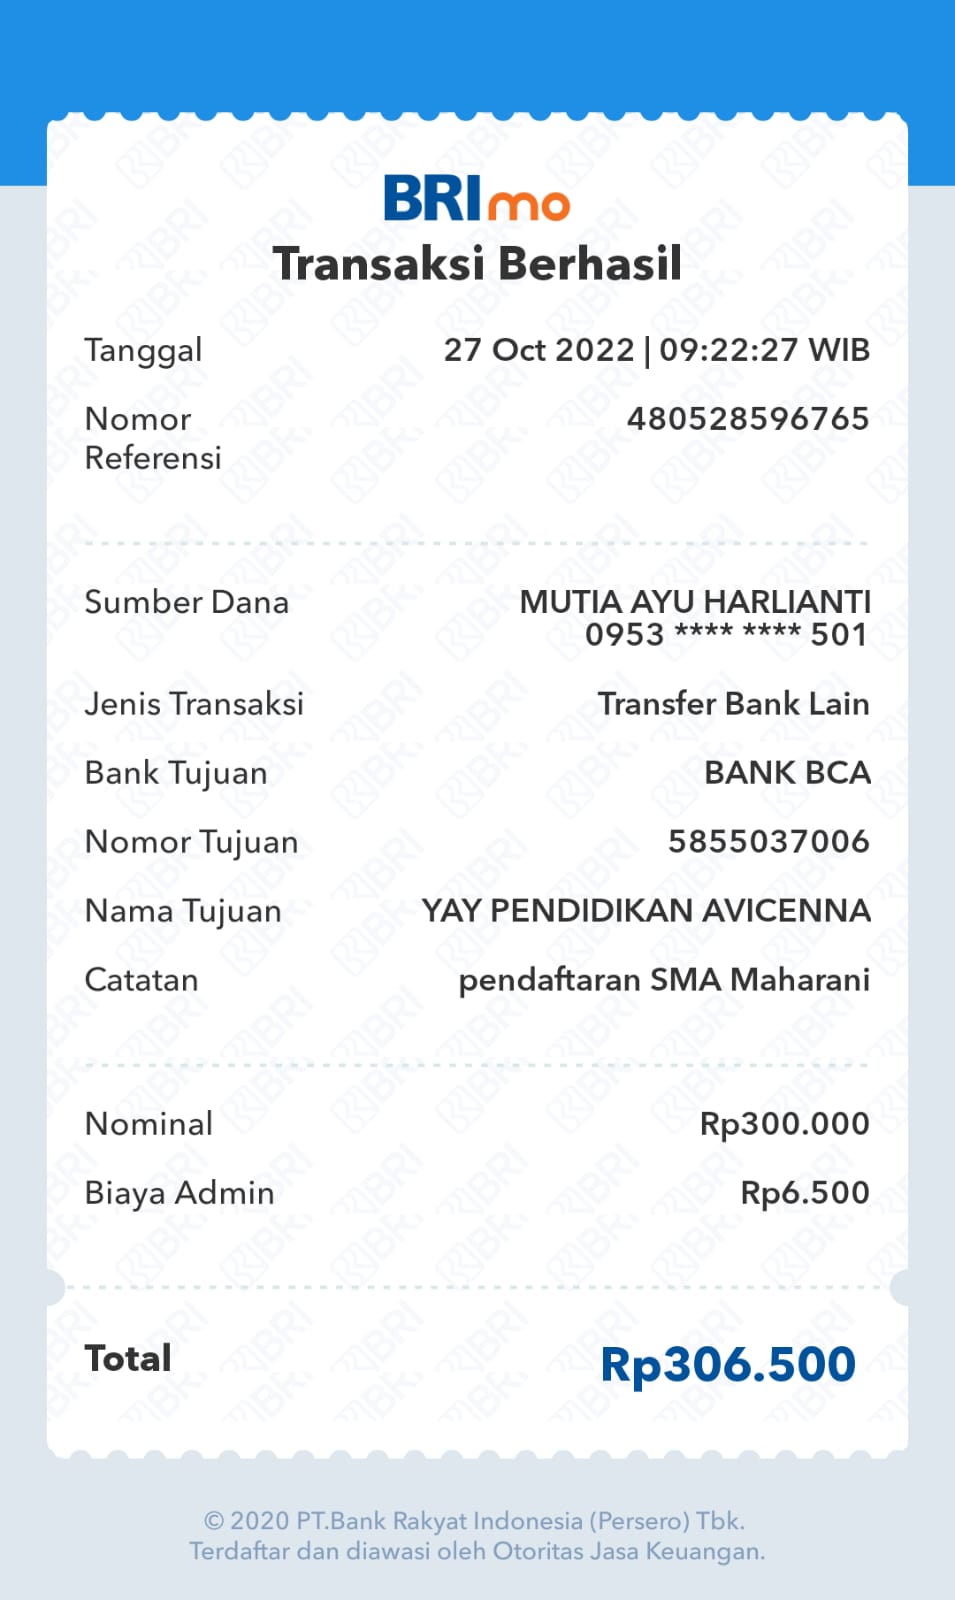 BRImo
Transaksi Berhasil
Tanggal 27 Oct 2022 | 09:22:27 WIB
Nomor 480528596765
Referensi
Sumber Dana MUTIA AYU HARLIANTI
0953 **** **** 501
Jenis Transaksi Transfer Bank Lain
Bank Tujuan BANK BCA
Nomor Tujuan 5855037006
Nama Tujuan YAY PENDIDIKAN AVICENNA
Catatan pendaftaran SMA Maharani
Nominal Rp300.000
Biaya Admin Rp6.500
Total Rp306.500
© 2020 PT.Bank Rakyat Indonesia (Persero) Tbk.
Terdaftar dan diawasi oleh Otoritas Jasa Keuangan.